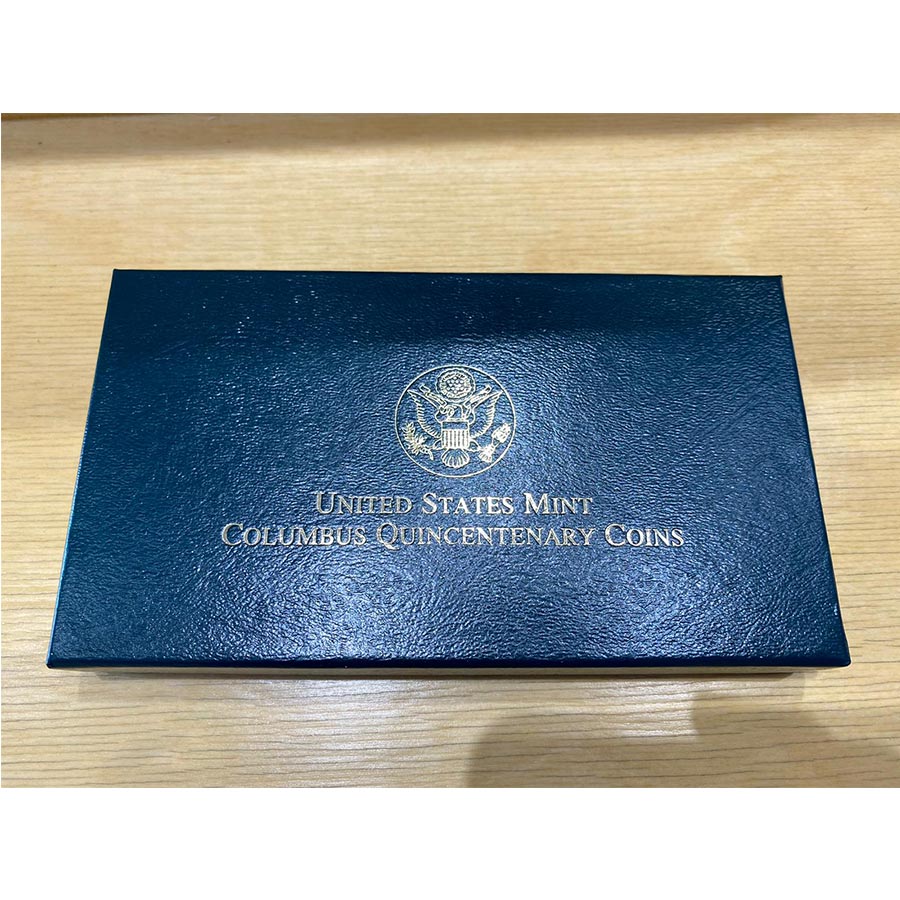 UNITED STATES MINT
COLUMBUS QUINCENTENARY COINS